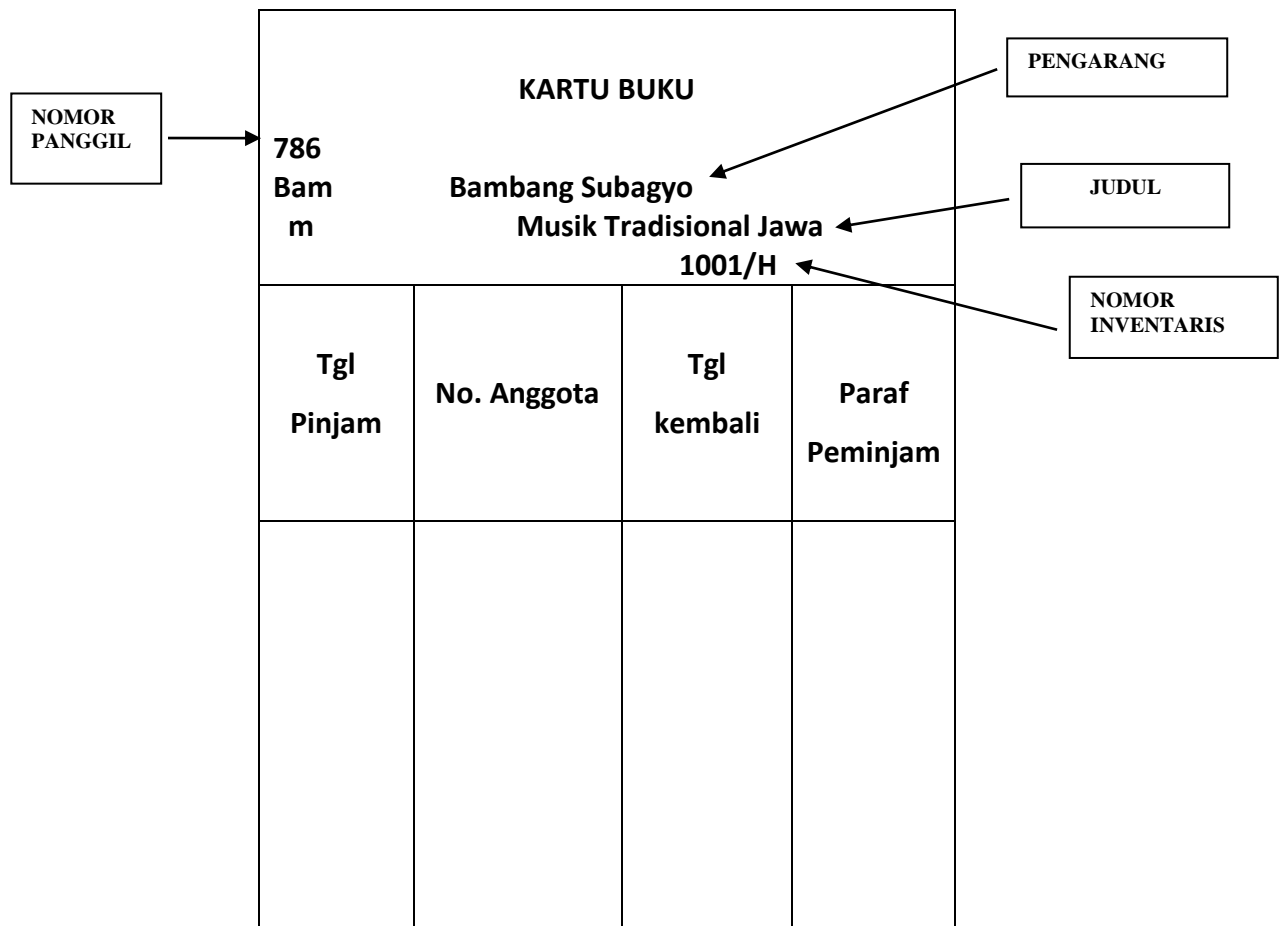 KARTU BUKU
PENGARANG
NOMOR
PANGGIL
786
Bam
m
Bambang Subagyo
Musik Tradisional Jawa
1001/H
JUDUL
NOMOR
INVENTARIS
Tgl
Pinjam
No. Anggota
Tgl
kembali
Paraf
Peminjam